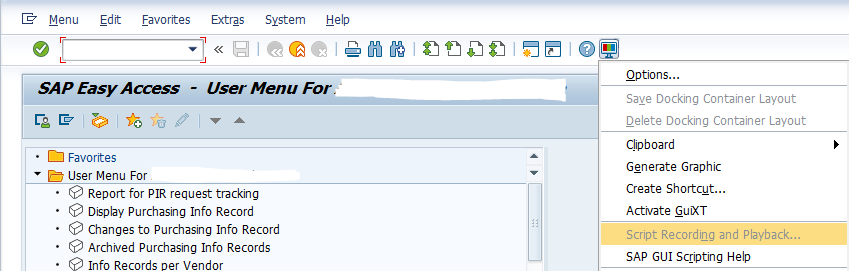 Menu Edit Favorites Extras System Help
SAP Easy Access - User Menu For
Favorites
User Menu For
Report for PIR request tracking
Display Purchasing Info Record
Changes to Purchasing Info Record
Archived Purchasing Info Records
Info Records per Vendor
Options...
Save Docking Container Layout
Delete Docking Container Layout
Clipboard
Generate Graphic
Create Shortcut...
Activate GuiXT
Script Recording and Playback...
SAP GUI Scripting Help